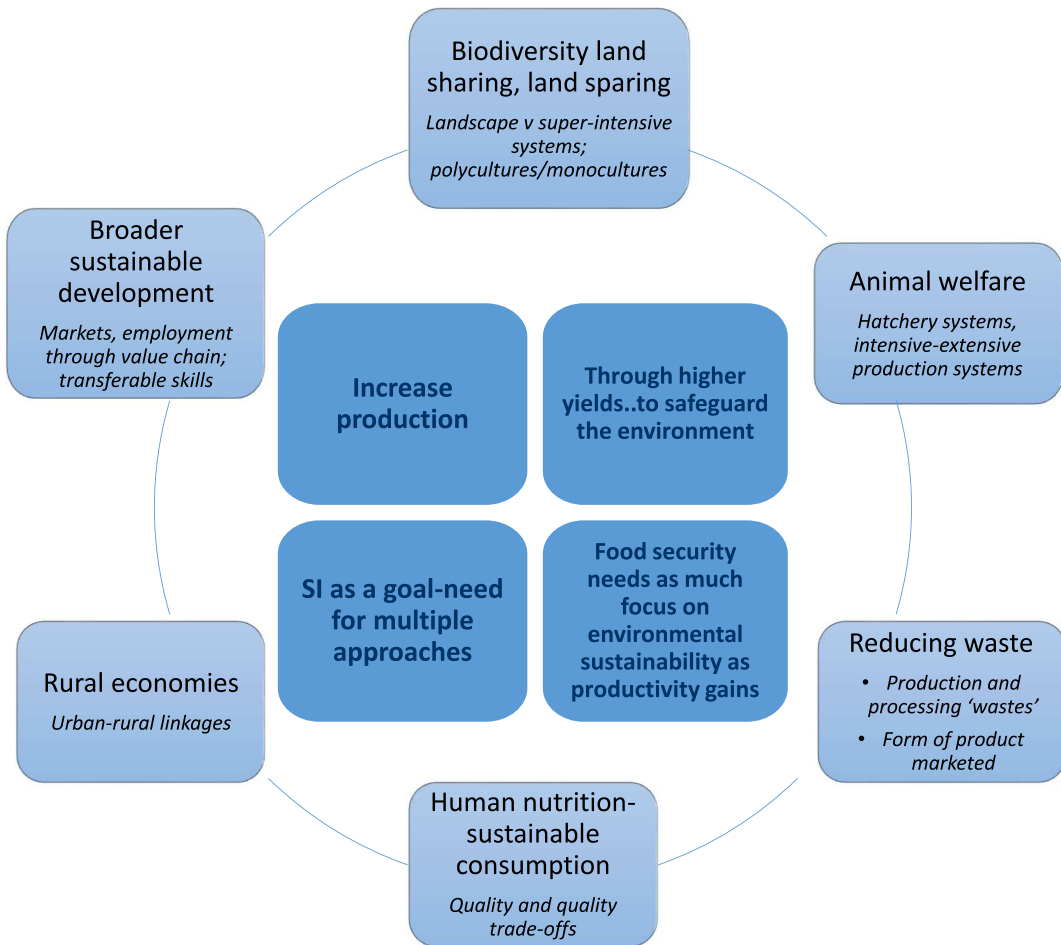 Biodiversity land
sharing, land sparing
Landscape v super-intensive
systems;
polycultures/monocultures
Broader
sustainable
development
Markets, employment
through value chain;
transferable skills
Animal welfare
Hatchery systems,
intensive-extensive
production systems
Increase
production
Through higher
yields..to safeguard
the environment
SI as a goal-need
for multiple
approaches
Food security
needs as much
focus on
environmental
sustainability as
productivity gains
Rural economies
Urban-rural linkages
Reducing waste
• Production and
processing ‘wastes’
• Form of product
marketed
Human nutrition-
sustainable
consumption
Quality and quality
trade-offs